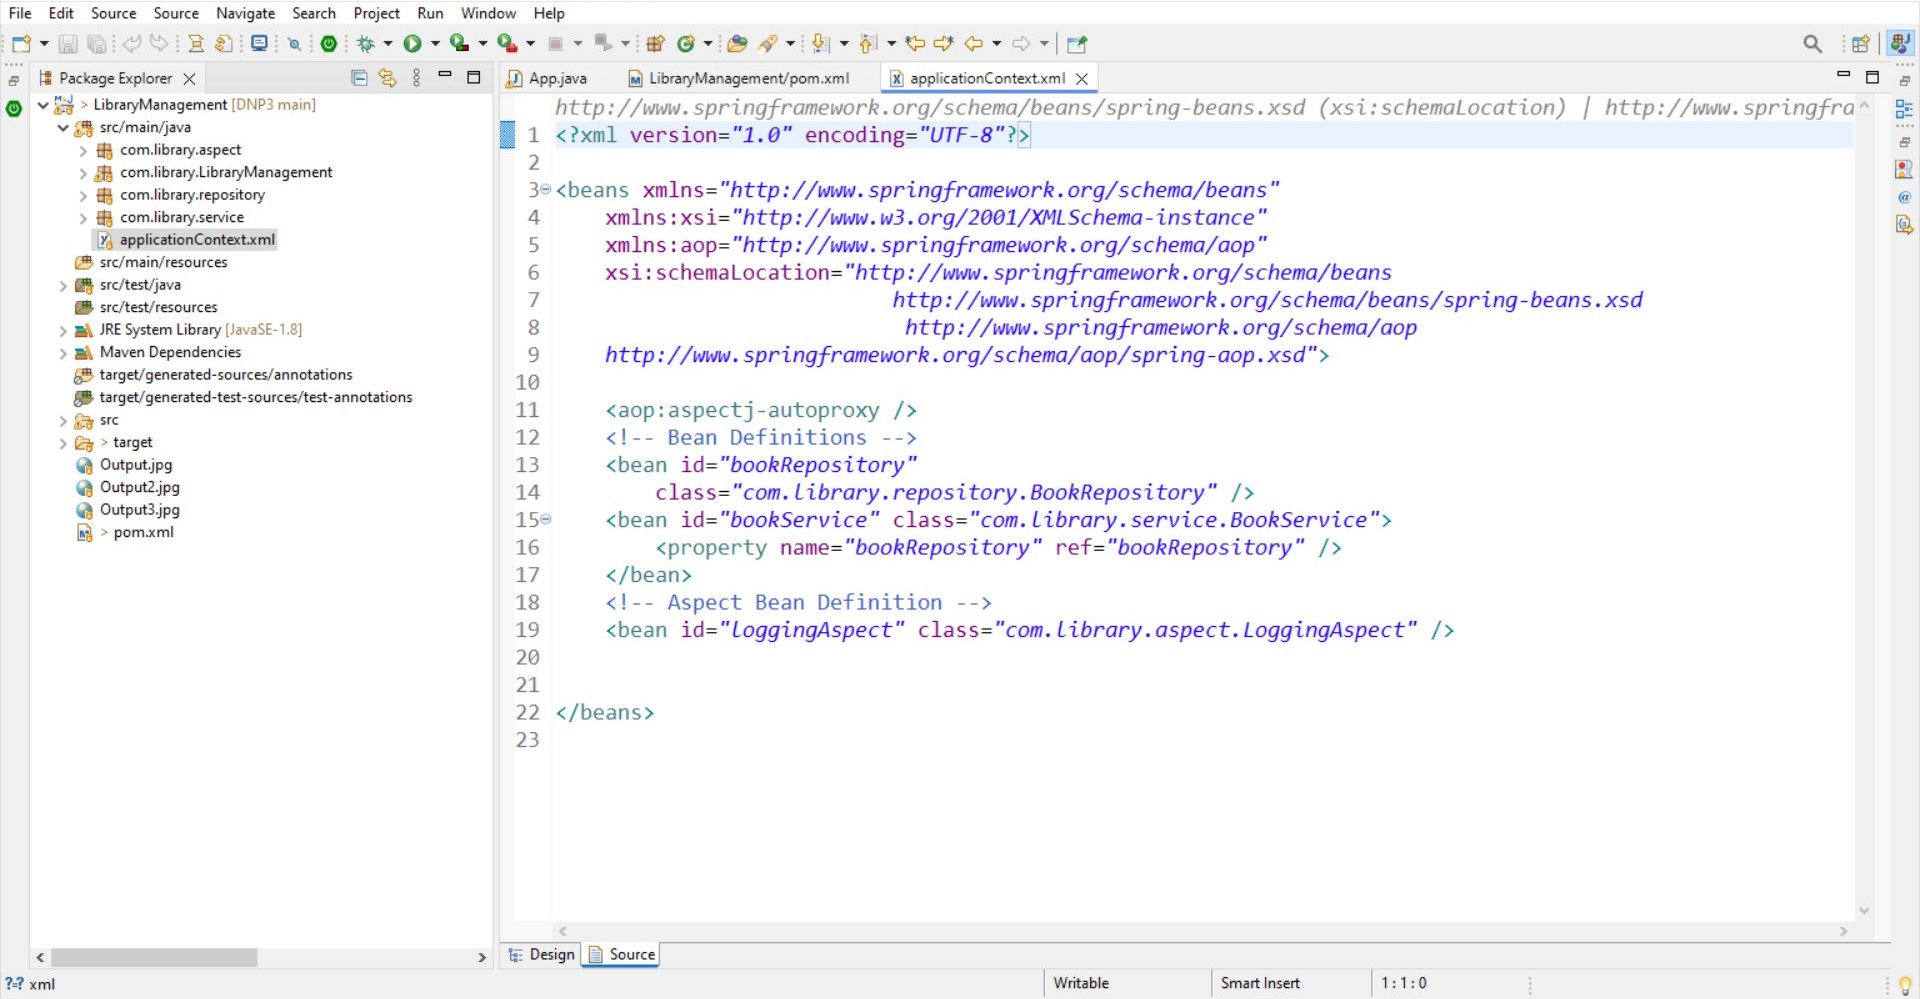 File Edit Source Source Navigate Search Project Run Window Help
Package Explorer
LibraryManagement [DNP3 main]
src/main/java
com.library.aspect
com.library.LibraryManagement
com.library.repository
com.library.service
applicationContext.xml
src/main/resources
src/test/java
src/test/resources
JRE System Library [JavaSE-1.8]
Maven Dependencies
target/generated-sources/annotations
target/generated-test-sources/test-annotations
src
> target
Output.jpg
Output2.jpg
Output3.jpg
> pom.xml
App.java LibraryManagement/pom.xml applicationContext.xml
http://www.springframework.org/schema/beans/spring-beans.xsd (xsi:schemaLocation) | http://www.springfra
1 <?xml version="1.0" encoding="UTF-8"?>
2
3 <beans xmlns="http://www.springframework.org/schema/beans"
4 xmlns:xsi="http://www.w3.org/2001/XMLSchema-instance"
5 xmlns:aop="http://www.springframework.org/schema/aop"
6 xsi:schemaLocation="http://www.springframework.org/schema/beans
7 http://www.springframework.org/schema/beans/spring-beans.xsd
8 http://www.springframework.org/schema/aop
9 http://www.springframework.org/schema/aop/spring-aop.xsd">
10
11 <aop:aspectj-autoproxy />
12 <!-- Bean Definitions -->
13 <bean id="bookRepository"
14 class="com.library.repository.BookRepository" />
15 <bean id="bookService" class="com.library.service.BookService">
16 <property name="bookRepository" ref="bookRepository" />
17 </bean>
18 <!-- Aspect Bean Definition -->
19 <bean id="loggingAspect" class="com.library.aspect.LoggingAspect" />
20
21
22 </beans>
23
Design Source
xml Writable Smart Insert 1 : 1 : 0